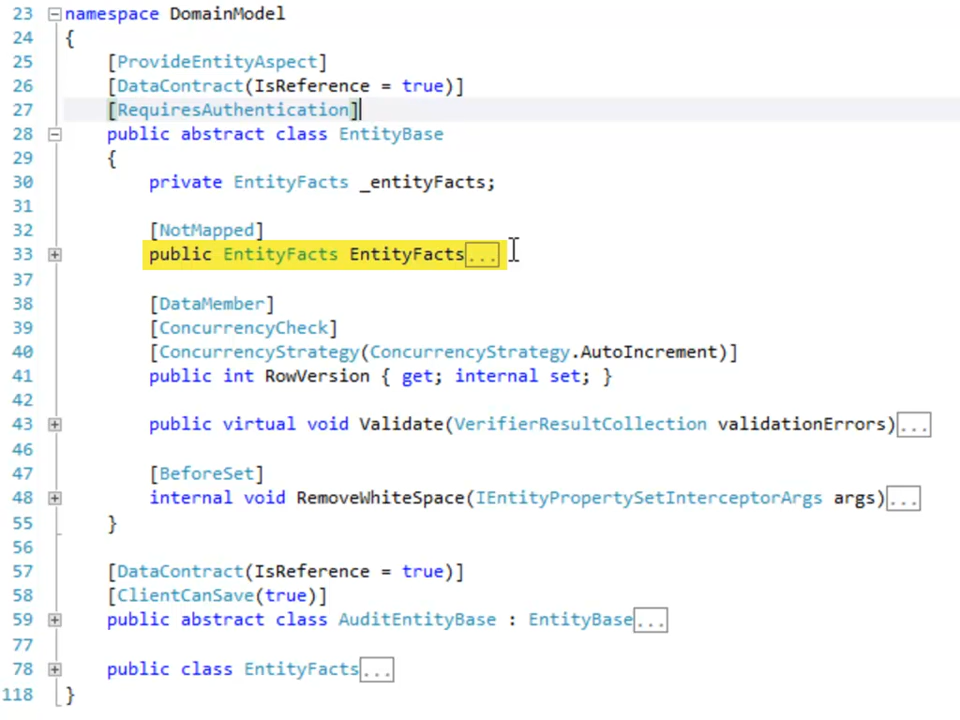 23 namespace DomainModel
24 {
25 [ProvideEntityAspect]
26 [DataContract(IsReference = true)]
27 [RequiresAuthentication]
28 public abstract class EntityBase
29 {
30 private EntityFacts _entityFacts;
31
32 [NotMapped]
33 public EntityFacts EntityFacts...
37
38 [DataMember]
39 [ConcurrencyCheck]
40 [ConcurrencyStrategy(ConcurrencyStrategy.AutoIncrement)]
41 public int RowVersion { get; internal set; }
42
43 public virtual void Validate(VerifierResultCollection validationErrors)...
46
47 [BeforeSet]
48 internal void RemoveWhiteSpace(IEntityPropertySetInterceptorArgs args)...
55 }
56
57 [DataContract(IsReference = true)]
58 [ClientCanSave(true)]
59 public abstract class AuditEntityBase : EntityBase...
77
78 public class EntityFacts...
118 }